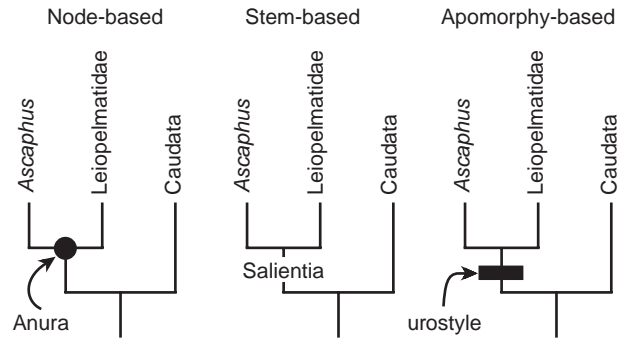 Node-based
Stem-based
Apomorphy-based
Ascaphus
Leiopelmatidae
Caudata
Ascaphus
Leiopelmatidae
Caudata
Ascaphus
Leiopelmatidae
Caudata
Salientia
Anura
urostyle